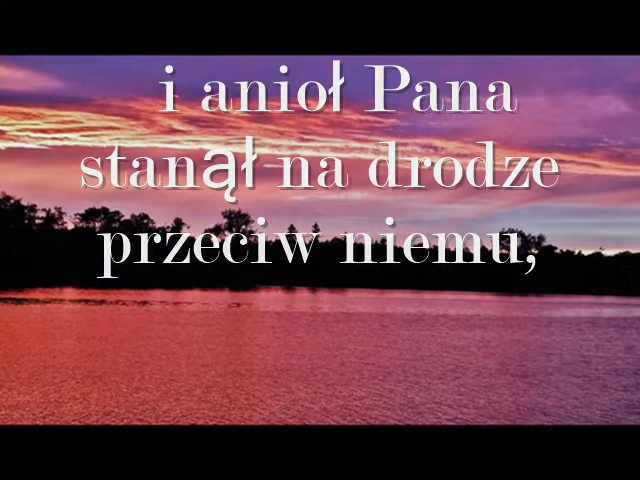 i anioł Pana
stanął na drodze
przeciw niemu,